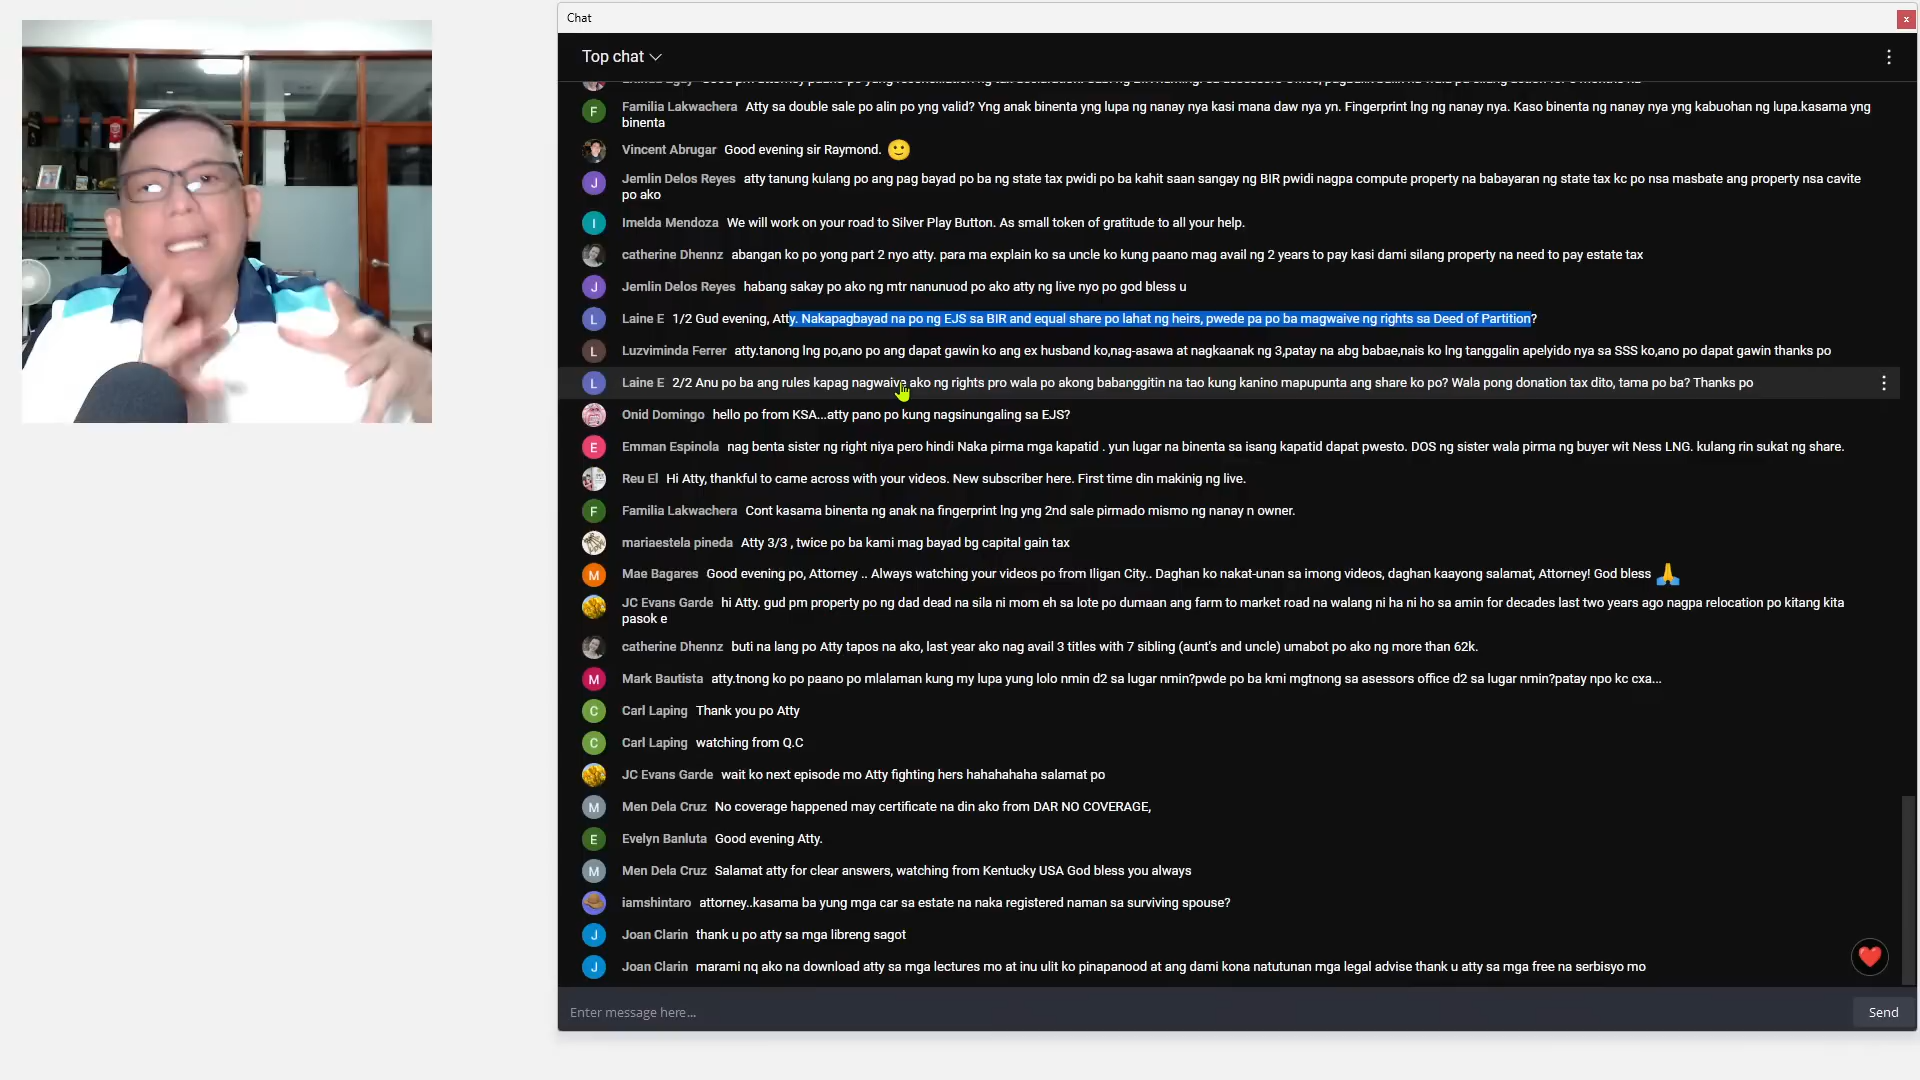 Chat
x
Top chat
F
Familia Lakwachera Atty sa double sale po alin po yng valid? Yng anak binenta yng lupa ng nanay nya kasi mana daw nya yn. Fingerprint lng ng nanay nya. Kaso binenta ng nanay nya yng kabuohan ng lupa.kasama yng
binenta
Vincent Abrugar Good evening sir Raymond. 🙂
J
Jemlin Delos Reyes atty tanung kulang po ang pag bayad po ba ng state tax pwidi po ba kahit saan sangay ng BIR pwidi nagpa compute property na babayaran ng state tax kc po nsa masbate ang property nsa cavite
po ako
I
Imelda Mendoza We will work on your road to Silver Play Button. As small token of gratitude to all your help.
catherine Dhennz abangan ko po yong part 2 nyo atty. para ma explain ko sa uncle ko kung paano mag avail ng 2 years to pay kasi dami silang property na need to pay estate tax
J
Jemlin Delos Reyes habang sakay po ako ng mtr nanunuod po ako atty ng live nyo po god bless u
L
Laine E 1/2 Gud evening, Atty. Nakapagbayad na po ng EJS sa BIR and equal share po lahat ng heirs, pwede pa po ba magwaive ng rights sa Deed of Partition?
L
Luzviminda Ferrer atty.tanong lng po,ano po ang dapat gawin ko ang ex husband ko,nag-asawa at nagkaanak ng 3,patay na abg babae,nais ko lng tanggalin apelyido nya sa SSS ko,ano po dapat gawin thanks po
L
Laine E 2/2 Anu po ba ang rules kapag nagwaive ako ng rights pro wala po akong babanggitin na tao kung kanino mapupunta ang share ko po? Wala pong donation tax dito, tama po ba? Thanks po
Onid Domingo hello po from KSA...atty pano po kung nagsinungaling sa EJS?
E
Emman Espinola nag benta sister ng right niya pero hindi Naka pirma mga kapatid . yun lugar na binenta sa isang kapatid dapat pwesto. DOS ng sister wala pirma ng buyer wit Ness LNG. kulang rin sukat ng share.
Reu El Hi Atty, thankful to came across with your videos. New subscriber here. First time din makinig ng live.
F
Familia Lakwachera Cont kasama binenta ng anak na fingerprint lng yng 2nd sale pirmado mismo ng nanay n owner.
mariaestela pineda Atty 3/3 , twice po ba kami mag bayad bg capital gain tax
M
Mae Bagares Good evening po, Attorney .. Always watching your videos po from Iligan City.. Daghan ko nakat-unan sa imong videos, daghan kaayong salamat, Attorney! God bless 🙏
JC Evans Garde hi Atty. gud pm property po ng dad dead na sila ni mom eh sa lote po dumaan ang farm to market road na walang ni ha ni ho sa amin for decades last two years ago nagpa relocation po kitang kita
pasok e
catherine Dhennz buti na lang po Atty tapos na ako, last year ako nag avail 3 titles with 7 sibling (aunt's and uncle) umabot po ako ng more than 62k.
M
Mark Bautista atty.tnong ko po paano po mlalaman kung my lupa yung lolo nmin d2 sa lugar nmin?pwde po ba kmi mgtnong sa asessors office d2 sa lugar nmin?patay npo kc cxa...
C
Carl Laping Thank you po Atty
C
Carl Laping watching from Q.C
JC Evans Garde wait ko next episode mo Atty fighting hers hahahahaha salamat po
M
Men Dela Cruz No coverage happened may certificate na din ako from DAR NO COVERAGE,
E
Evelyn Banluta Good evening Atty.
M
Men Dela Cruz Salamat atty for clear answers, watching from Kentucky USA God bless you always
iamshintaro attorney..kasama ba yung mga car sa estate na naka registered naman sa surviving spouse?
J
Joan Clarin thank u po atty sa mga libreng sagot
J
Joan Clarin marami nq ako na download atty sa mga lectures mo at inu ulit ko pinapanood at ang dami kona natutunan mga legal advise thank u atty sa mga free na serbisyo mo
Enter message here...
Send